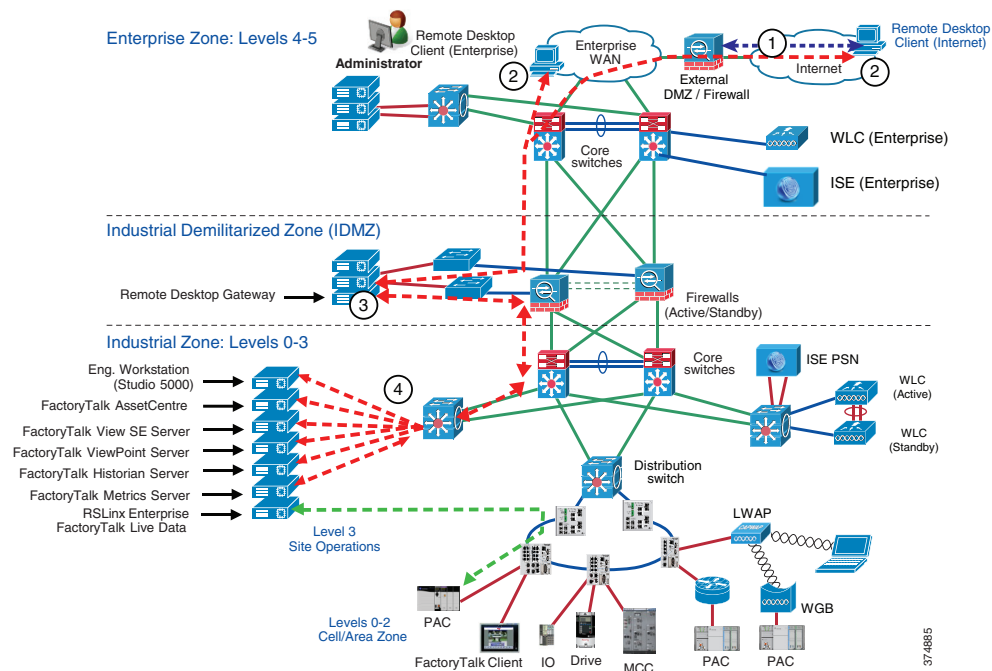 Enterprise Zone: Levels 4-5
Remote Desktop
Client (Enterprise)
Administrator
2
Enterprise
WAN
1
Remote Desktop
Client (Internet)
External
DMZ / Firewall
Internet
2
Core
switches
WLC (Enterprise)
ISE (Enterprise)
Industrial Demilitarized Zone (IDMZ)
Remote Desktop Gateway
3
Firewalls
(Active/Standby)
Industrial Zone: Levels 0-3
Eng. Workstation
(Studio 5000)
FactoryTalk AssetCentre
FactoryTalk View SE Server
FactoryTalk ViewPoint Server
FactoryTalk Historian Server
FactoryTalk Metrics Server
RSLinx Enterprise
FactoryTalk Live Data
4
Core
switches
ISE PSN
WLC
(Active)
WLC
(Standby)
Distribution
switch
Level 3
Site Operations
LWAP
WGB
PAC
Levels 0-2
Cell/Area Zone
FactoryTalk Client
IO
Drive
MCC
PAC
PAC
374885